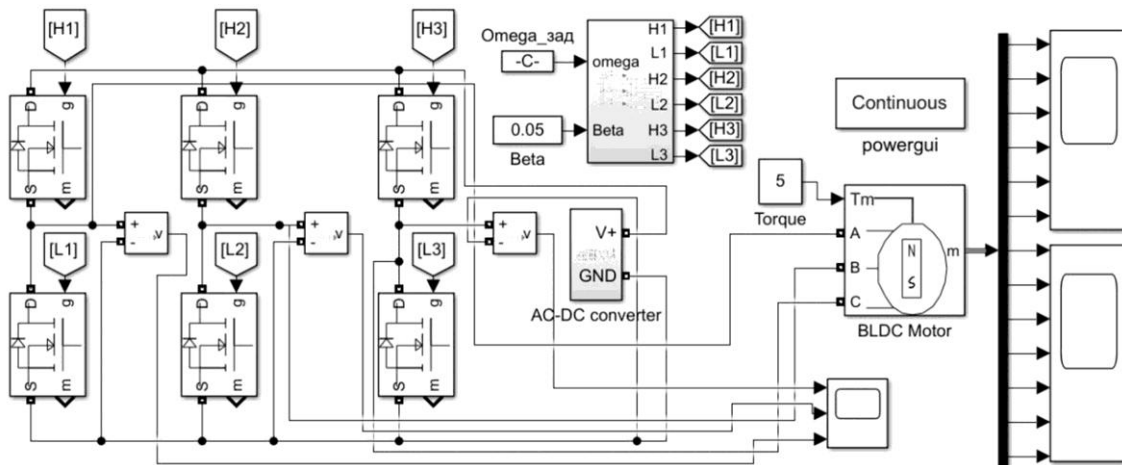 [H1]
[H2]
[H3]
D
g
S
m
D
g
S
m
D
g
S
m
Omega_зад
-C-
0.05
Beta
omega
Beta
H1
L1
H2
L2
H3
L3
[H1]
[L1]
[H2]
[L2]
[H3]
[L3]
Continuous
powergui
5
Torque
+
-
v
+
-
v
+
-
v
[L1]
[L2]
[L3]
D
g
S
m
D
g
S
m
D
g
S
m
V+
GND
AC-DC converter
Tm
A
B
C
N
S
m
BLDC Motor